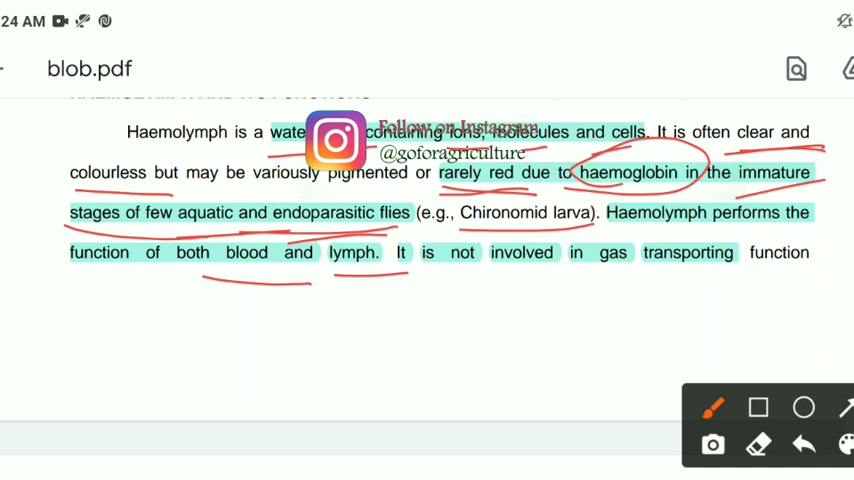 24 AM
blob.pdf
Haemolymph is a containing ions, molecules and cells. It is often clear and
Follow on Instagram
@goforagriculture
colourless but may be variously pigmented or rarely red due to haemoglobin in the immature
stages of few aquatic and endoparasitic flies (e.g., Chironomid larva). Haemolymph performs the
function of both blood and lymph. It is not involved in gas transporting function